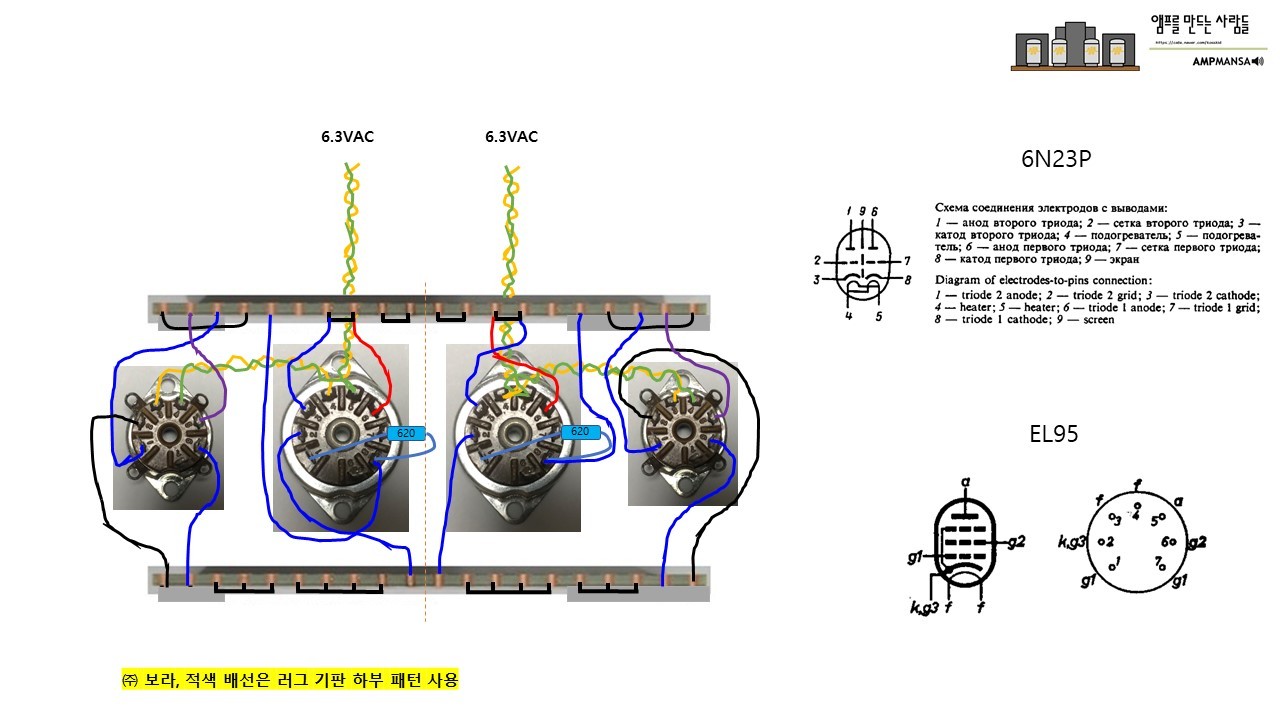 앰프를 만드는 사람들
AMPMANSA
6.3VAC
6.3VAC
6N23P
1 9 6
2
7
3
8
4 5
Схема соединения электродов с выводами:
1 — анод второго триода; 2 — сетка второго триода; 3 —
катод второго триода; 4 — подогреватель; 5 — подогрева-
тель; 6 — анод первого триода; 7 — сетка первого триода;
8 — катод первого триода; 9 — экран
Diagram of electrodes-to-pins connection:
1 — triode 2 anode; 2 — triode 2 grid; 3 — triode 2 cathode;
4 — heater; 5 — heater; 6 — triode 1 anode; 7 — triode 1 grid;
8 — triode 1 cathode; 9 — screen
620
620
EL95
a
g1
g2
k,g3 f f
f
f
a
3
4
5
k,g3
2
6
g2
1
7
g1
g1
㈜ 보라, 적색 배선은 러그 기판 하부 패턴 사용